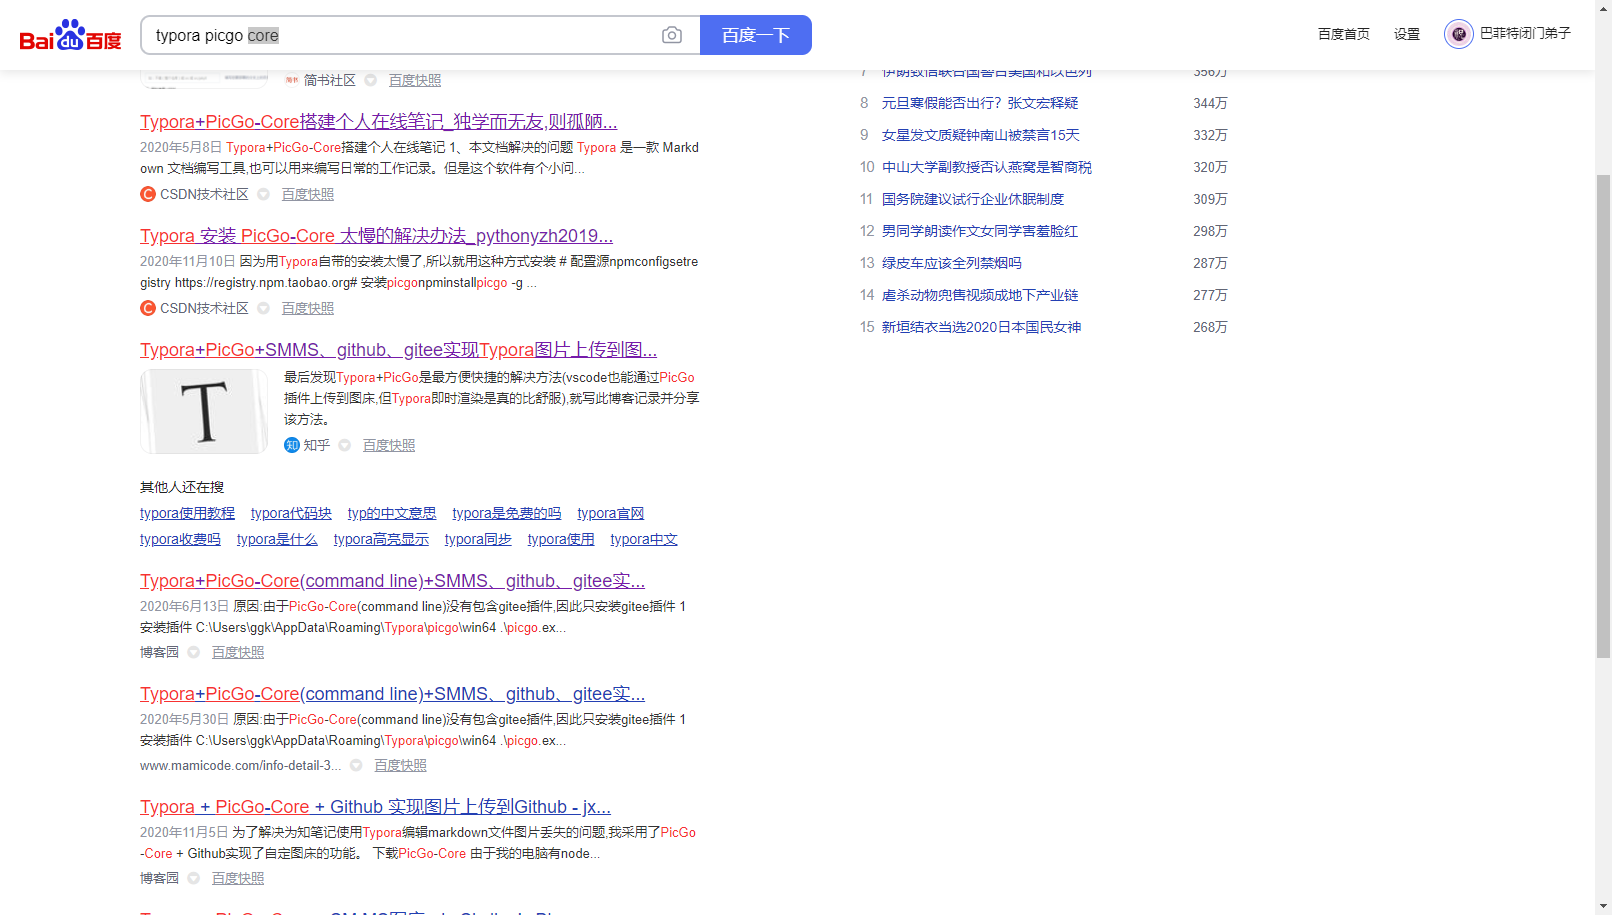 Bai du 百度
typora picgo core
百度一下
百度首页 设置 巴菲特闭门弟子
简书社区 百度快照
Typora+PicGo-Core搭建个人在线笔记_独学而无友,则孤陋...
2020年5月8日 Typora+PicGo-Core搭建个人在线笔记 1、本文档解决的问题 Typora 是一款 Markd
own 文档编写工具,也可以用来编写日常的工作记录。但是这个软件有个小问...
CSDN技术社区 百度快照
Typora 安装 PicGo-Core 太慢的解决办法_pythonyzh2019...
2020年11月10日 因为用Typora自带的安装太慢了,所以就用这种方式安装 # 配置源npmconfigsetre
gistry https://registry.npm.taobao.org# 安装picgonpminstallpicgo -g ...
CSDN技术社区 百度快照
Typora+PicGo+SMMS、github、gitee实现Typora图片上传到图...
T
最后发现Typora+PicGo是最方便快捷的解决方法(vscode也能通过PicGo
插件上传到图床,但Typora即时渲染是真的比舒服),就写此博客记录并分享
该方法。
知 知乎 百度快照
其他人还在搜
typora使用教程 typora代码块 typ的中文意思 typora是免费的吗 typora官网
typora收费吗 typora是什么 typora高亮显示 typora同步 typora使用 typora中文
Typora+PicGo-Core(command line)+SMMS、github、gitee实...
2020年6月13日 原因:由于PicGo-Core(command line)没有包含gitee插件,因此只安装gitee插件 1
安装插件 C:\Users\ggk\AppData\Roaming\Typora\picgo\win64 .\picgo.ex...
博客园 百度快照
Typora+PicGo-Core(command line)+SMMS、github、gitee实...
2020年5月30日 原因:由于PicGo-Core(command line)没有包含gitee插件,因此只安装gitee插件 1
安装插件 C:\Users\ggk\AppData\Roaming\Typora\picgo\win64 .\picgo.ex...
www.mamicode.com/info-detail-3... 百度快照
Typora + PicGo-Core + Github 实现图片上传到Github - jx...
2020年11月5日 为了解决为知笔记使用Typora编辑markdown文件图片丢失的问题,我采用了PicGo
-Core + Github实现了自定图床的功能。 下载PicGo-Core 由于我的电脑有node...
博客园 百度快照
7 伊朗致信联合国警告美国和以色列 356万
8 元旦寒假能否出行？张文宏释疑 344万
9 女星发文质疑钟南山被禁言15天 332万
10 中山大学副教授否认燕窝是智商税 320万
11 国务院建议试行企业休眠制度 309万
12 男同学朗读作文女同学害羞脸红 298万
13 绿皮车应该全列禁烟吗 287万
14 虐杀动物兜售视频成地下产业链 277万
15 新垣结衣当选2020日本国民女神 268万